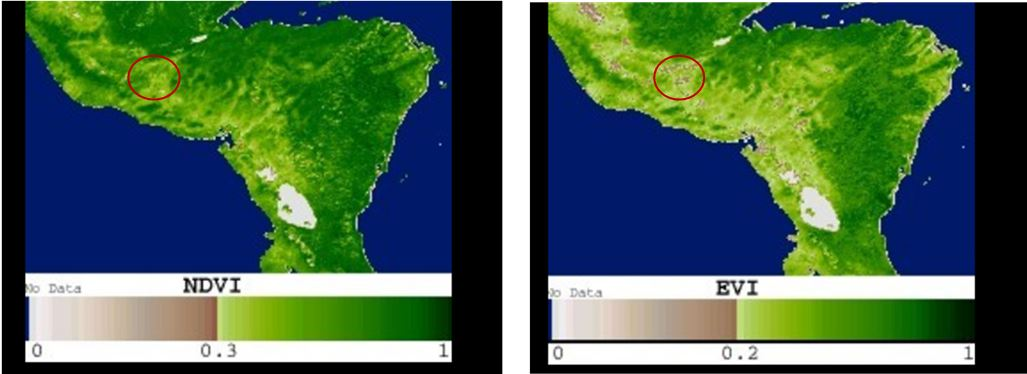 NDVI
No Data
0 0.3 1
EVI
No Data
0 0.2 1